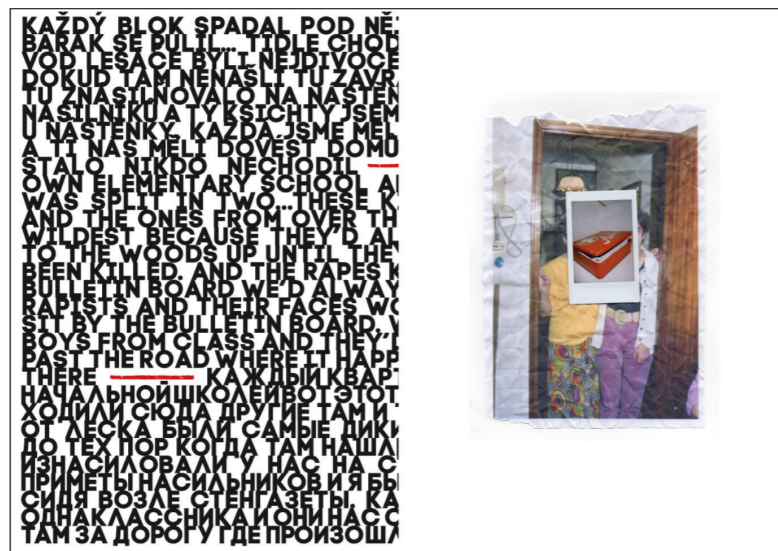 KAŽDÝ BLOK SPADAL POD
BARÁK SE PŮLIL... TIDLE CHOD
VOD LESAČE BYLI NEJDIVOČE
DOKUD TAM NENAŠLI TU ZAVRA
TU ZNÁSILNOVALO NA NÁSTĚN
NÁSILNÍKŮ A TY KSICHTY JSEM
U NÁSTĚNKY. KAŽDÁ JSME MĚL
A TI NÁS MĚLI DOVÉST DOMŮ
STALO NIKDO NECHODIL
OWN ELEMENTARY SCHOOL
WAS SPLIT IN TWO...THESE K
AND THE ONES FROM OVER TH
WILDEST BECAUSE THEY'D AL
TO THE WOODS UP UNTIL THE
BEEN KILLED. AND THE RAPES K
BULLETIN BOARD WE'D ALWAY
RAPISTS AND THEIR FACES WO
SIT BY THE BULLETIN BOARD.
BOYS FROM CLASS AND THEY'
PAST THE ROAD WHERE IT HAPP
THERE КАЖДЫЙ КВАРТ
НАЧАЛЬНОЙ ШКОЛЕЙ ВОТ ЭТОТ
ХОДИЛИ СЮДА ДРУГИЕ ТАМ И
ОТ ЛЕСКА БЫЛИ САМЫЕ ДИКИ
ДО ТЕХ ПОР КОГДА ТАМ НАШЛ
ИЗНАСИЛОВАЛИ У НАС НА С
ПРИМЕТЫ НАСИЛЬНИКОВ И Я БЫ
СИДЯ ВОЗЛЕ СТЕНГАЗЕТЫ. КА
ОДНАКЛАССНИКА И ОНИ НАС
ТАМ ЗА ДОРОГУ ГДЕ ПРОИЗОШЛ